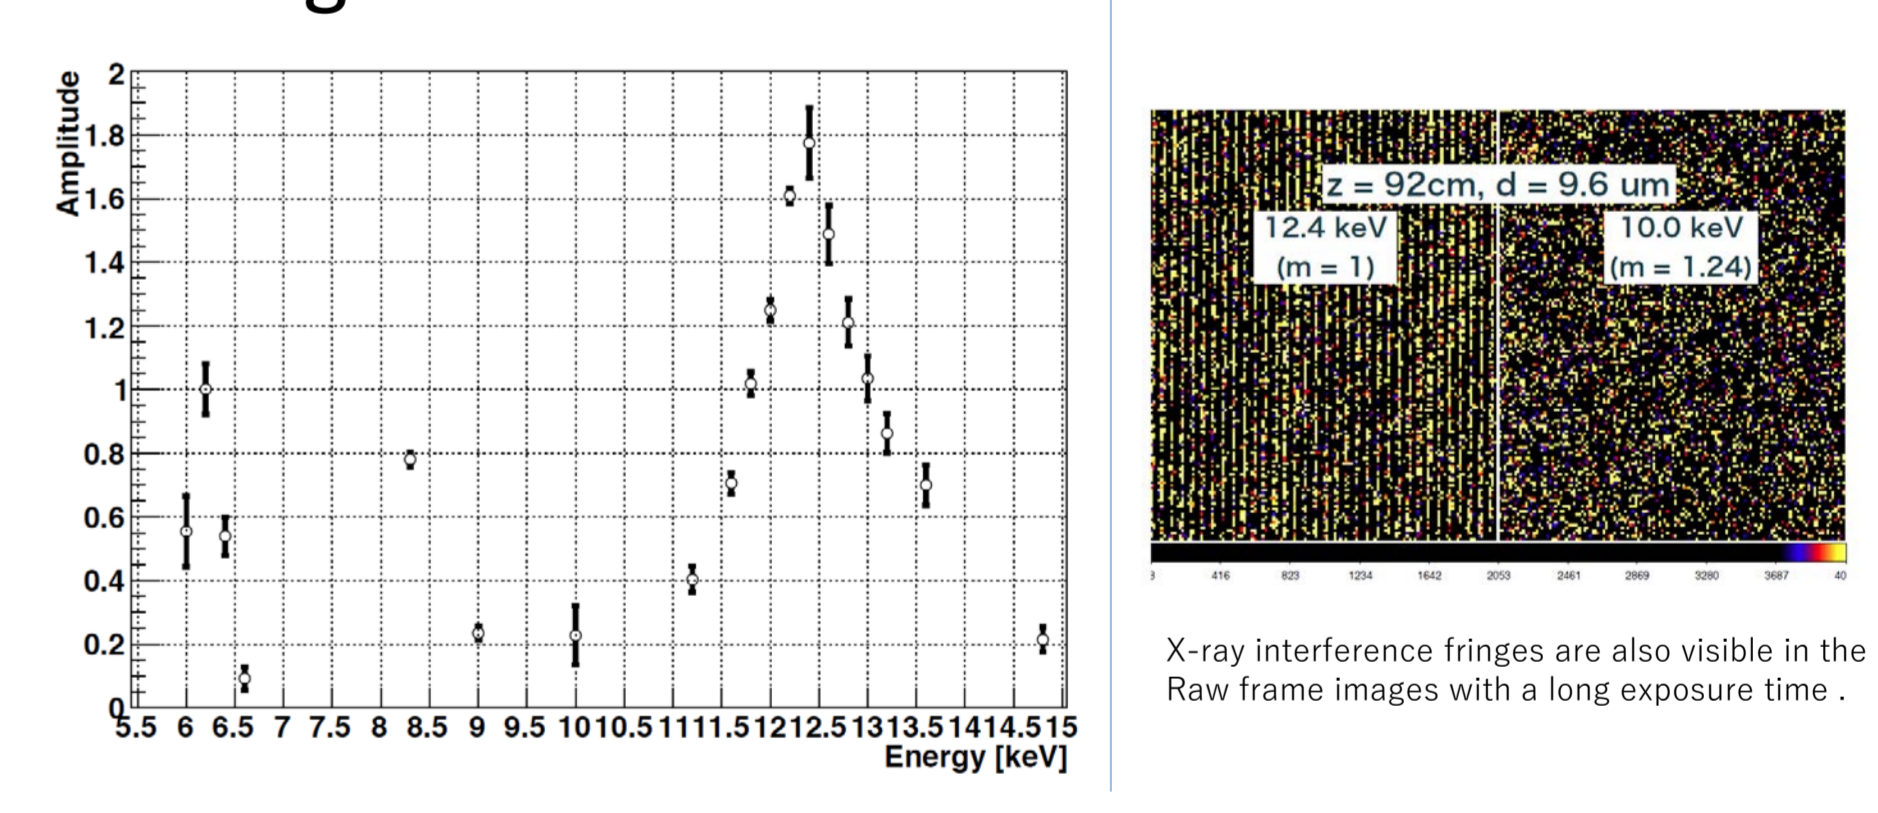 Amplitude
2
1.8
1.6
1.4
1.2
1
0.8
0.6
0.4
0.2
0
5.5 6 6.5 7 7.5 8 8.5 9 9.5 10 10.5 11 11.5 12 12.5 13 13.5 14 14.5 15
Energy [keV]
z = 92cm, d = 9.6 um
12.4 keV
(m = 1)
10.0 keV
(m = 1.24)
416 823 1234 1642 2053 2461 2869 3280 3687 40
X-ray interference fringes are also visible in the
Raw frame images with a long exposure time .